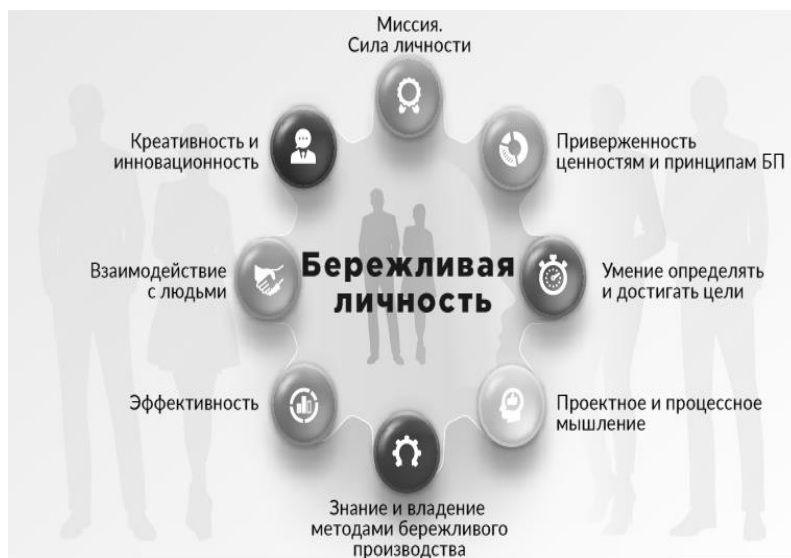 Миссия.
Сила личности
Приверженность
ценностям и принципам БП
Умение определять
и достигать цели
Проектное и процессное
мышление
Знание и владение
методами бережливого
производства
Эффективность
Взаимодействие
с людьми
Креативность и
инновационность
Бережливая
личность